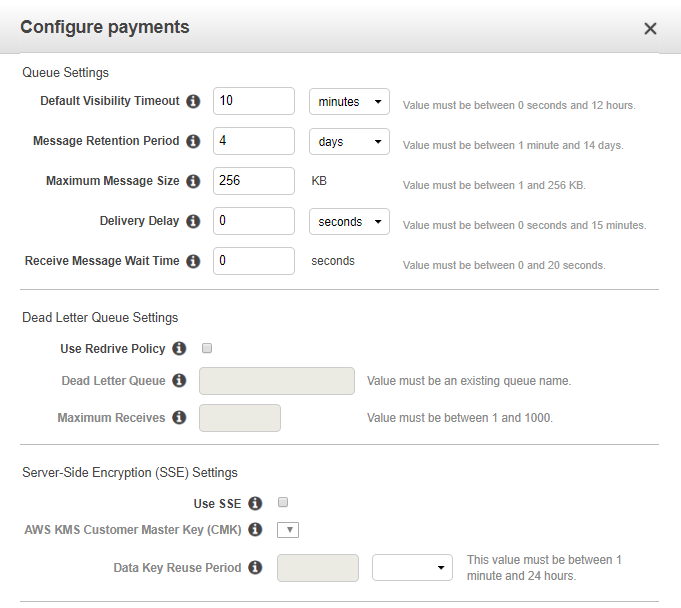 Configure payments
Queue Settings
Default Visibility Timeout 10 minutes Value must be between 0 seconds and 12 hours.
Message Retention Period 4 days Value must be between 1 minute and 14 days.
Maximum Message Size 256 KB Value must be between 1 and 256 KB.
Delivery Delay 0 seconds Value must be between 0 seconds and 15 minutes.
Receive Message Wait Time 0 seconds Value must be between 0 and 20 seconds.
Dead Letter Queue Settings
Use Redrive Policy
Dead Letter Queue Value must be an existing queue name.
Maximum Receives Value must be between 1 and 1000.
Server-Side Encryption (SSE) Settings
Use SSE
AWS KMS Customer Master Key (CMK)
Data Key Reuse Period This value must be between 1
minute and 24 hours.